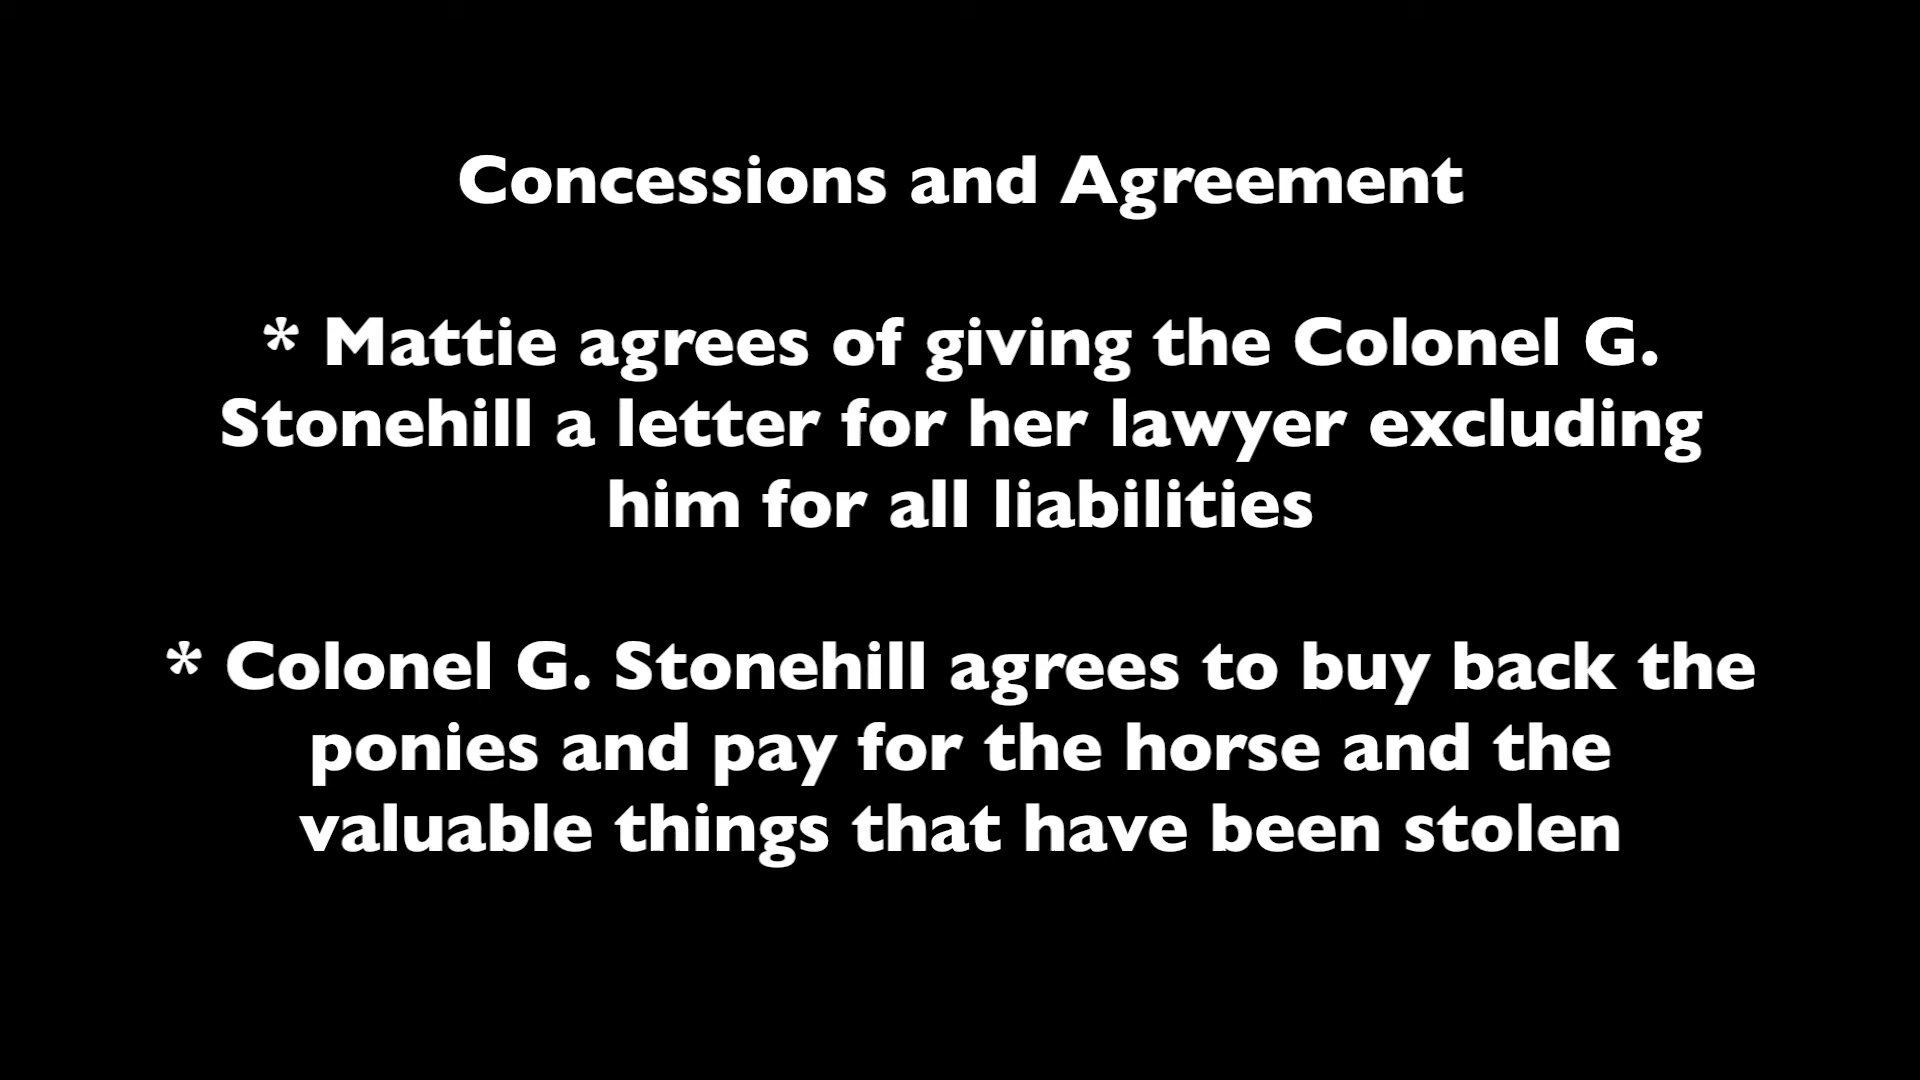 Concessions and Agreement
* Mattie agrees of giving the Colonel G.
Stonehill a letter for her lawyer excluding
him for all liabilities
* Colonel G. Stonehill agrees to buy back the
ponies and pay for the horse and the
valuable things that have been stolen